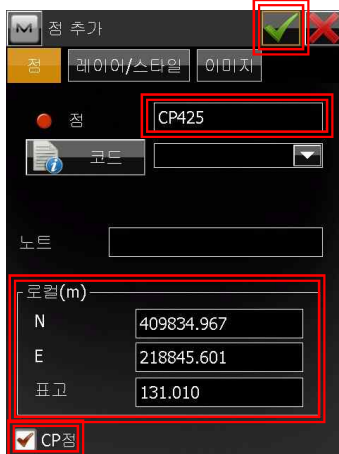 M 점 추가
점 레이어/스타일 이미지
점 CP425
코드
노트
로컬(m)
N 409834.967
E 218845.601
표고 131.010
CP점